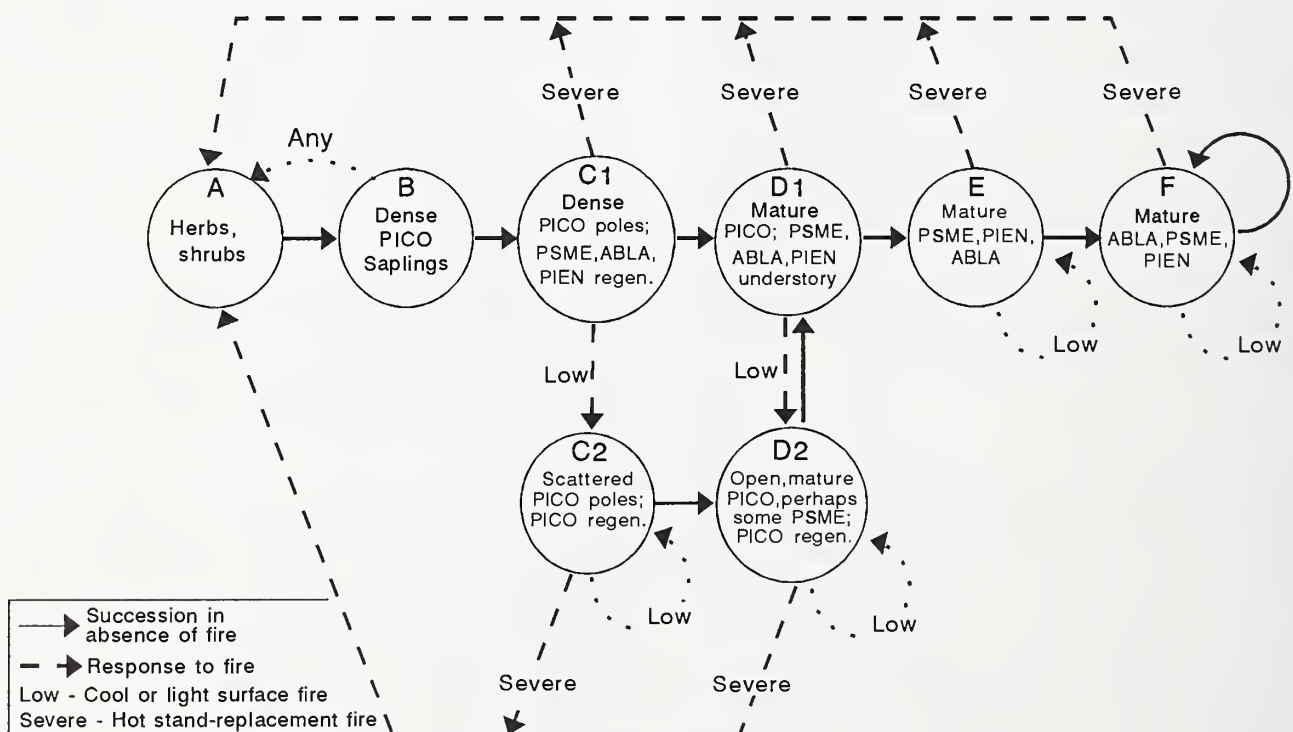 Severe
Severe
Severe
Severe
Any
A
Herbs,
shrubs
B
Dense
PICO
Saplings
C1
Dense
PICO poles;
PSME,ABLA,
PIEN regen.
D1
Mature
PICO; PSME,
ABLA,PIEN
understory
E
Mature
PSME,PIEN,
ABLA
F
Mature
ABLA,PSME,
PIEN
Low
Low
Low
Low
C2
Scattered
PICO poles;
PICO regen.
D2
Open,mature
PICO,perhaps
some PSME;
PICO regen.
Low
Low
Severe
Severe
Succession in
absence of fire
Response to fire
Low - Cool or light surface fire
Severe - Hot stand-replacement fire